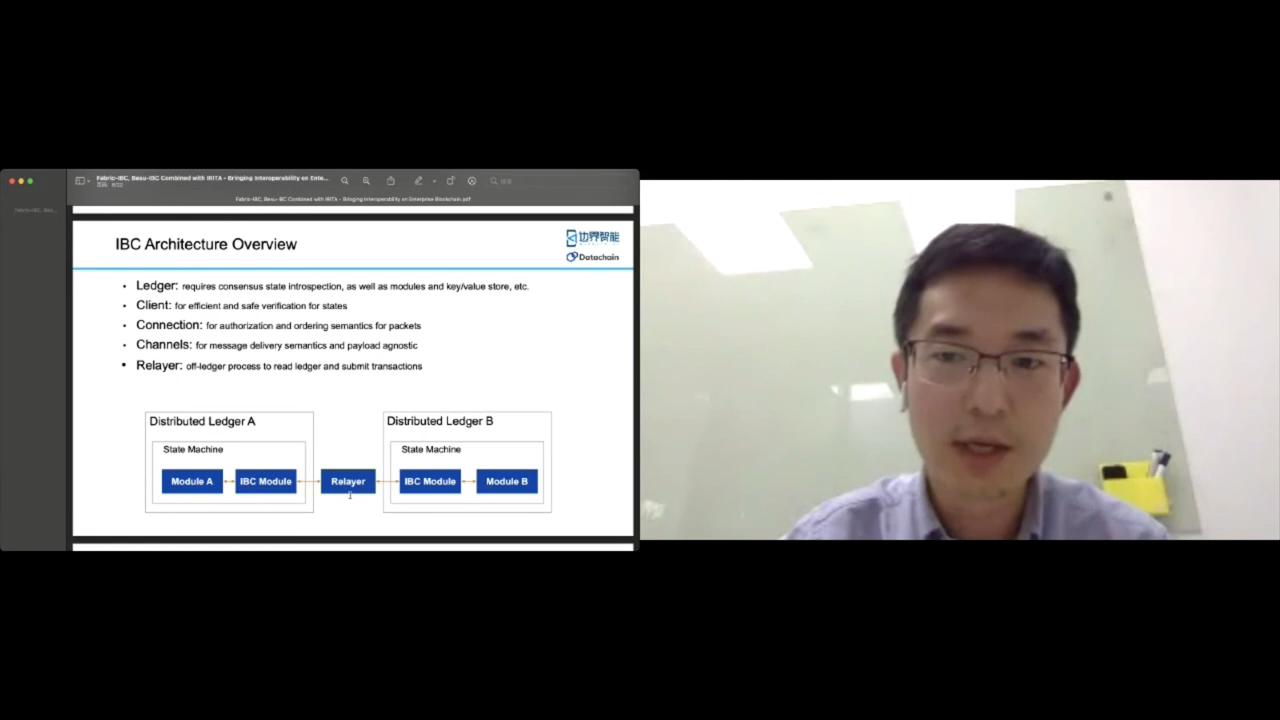 Fabric-IBC, Besu-IBC Combined with IRITA - Bringing Interoperability on Ente...
Fabric-IBC, Besu-IBC Combined with IRITA - Bringing Interoperability on Enterprise Blockchain.pdf
IBC Architecture Overview
边界智能
Datachain
• Ledger: requires consensus state introspection, as well as modules and key/value store, etc.
• Client: for efficient and safe verification for states
• Connection: for authorization and ordering semantics for packets
• Channels: for message delivery semantics and payload agnostic
• Relayer: off-ledger process to read ledger and submit transactions
Distributed Ledger A
State Machine
Module A
IBC Module
Relayer
Distributed Ledger B
State Machine
IBC Module
Module B